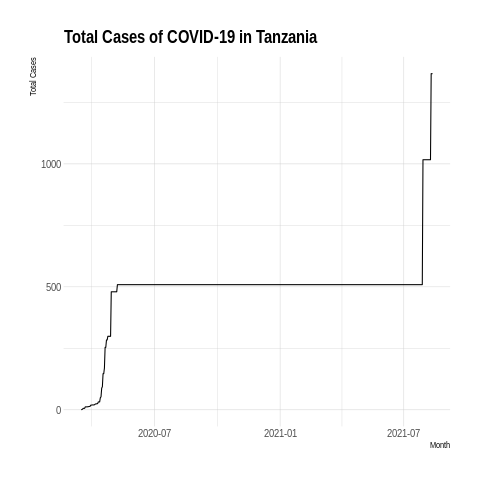 Total Cases of COVID-19 in Tanzania
Total Cases
1000
500
0
2020-07
2021-01
2021-07
Month